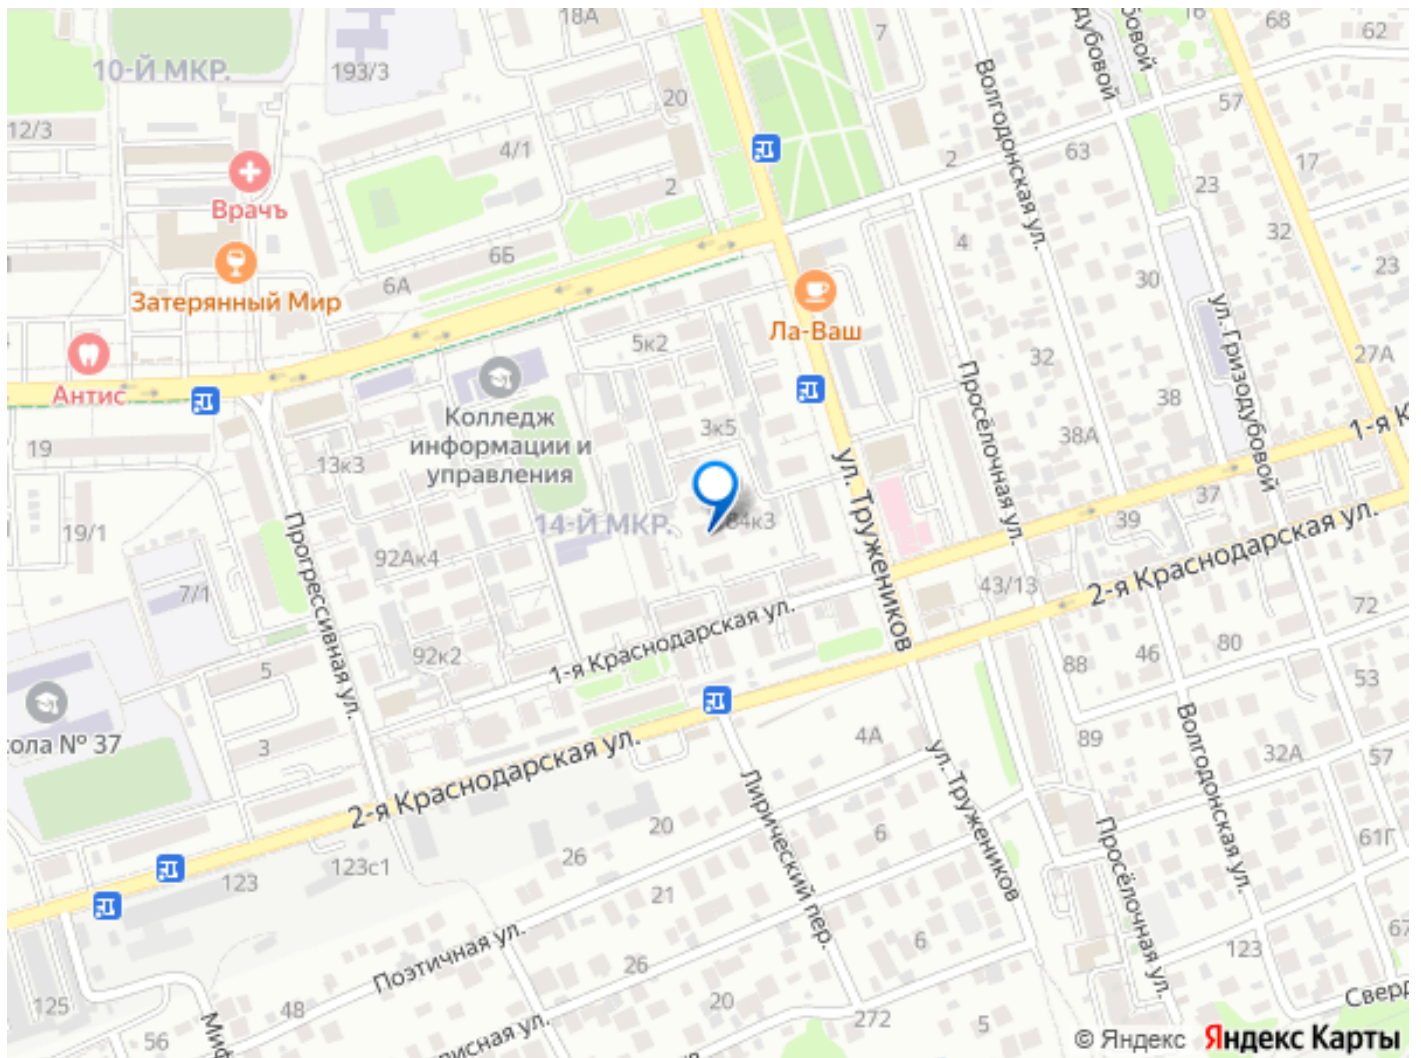 18А
7
16
68
62
10-Й МКР.
193/3
дубовой
бовой
Волгодонская ул.
20
57
12/3
4/1
2
63
17
Врачъ
2
23
4
32
6Б
6А
30
23
Затерянный Мир
Ла-Ваш
ул. Гризодубовой
5к2
Просёлочная ул.
32
27А
Антис
Колледж
информации и
управления
38
1-я К
19
3к5
38А
13к3
ул. Тружеников
37
14-Й МКР.
84к3
39
19/1
Прогрессивная ул.
92Ак4
2-я Краснодарская ул.
7/1
43/13
72
1-я Краснодарская ул.
80
92к2
5
88
46
53
кола № 37
3
4А
89
ул. Тружеников
Волгодонская ул.
32А
57
2-я Краснодарская ул.
Лирический пер.
20
6
Просёлочная ул.
61Г
26
123с1
123
21
67
6
123
Поэтичная ул.
26
125
48
20
272
5
Сверд
56
Миф
писная ул.
© Яндекс Яндекс Карты